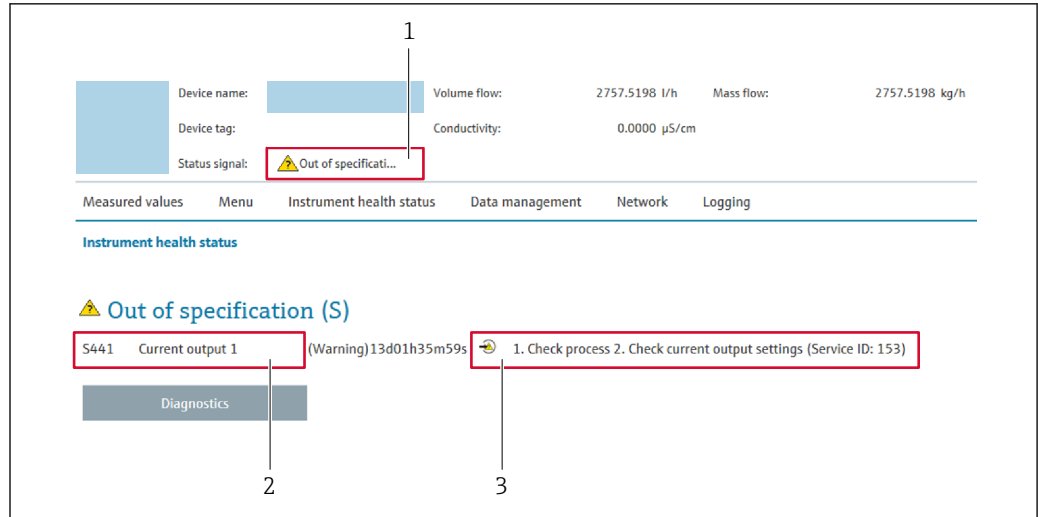 1
Device name: Volume flow: 2757.5198 l/h Mass flow: 2757.5198 kg/h
Device tag: Conductivity: 0.0000 µS/cm
Status signal: Out of specificati...
Measured values Menu Instrument health status Data management Network Logging
Instrument health status
Out of specification (S)
S441 Current output 1 (Warning)13d01h35m59s 1. Check process 2. Check current output settings (Service ID: 153)
Diagnostics
2 3